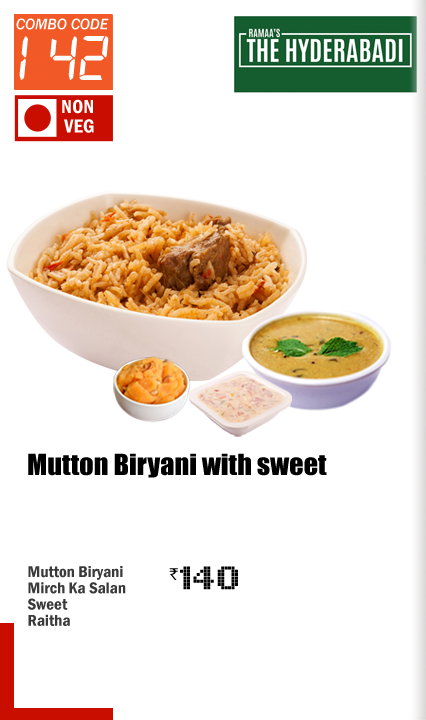 COMBO CODE
142
NON
VEG
RAMAA'S
THE HYDERABADI
Mutton Biryani with sweet
Mutton Biryani
Mirch Ka Salan
Sweet
Raitha
₹140